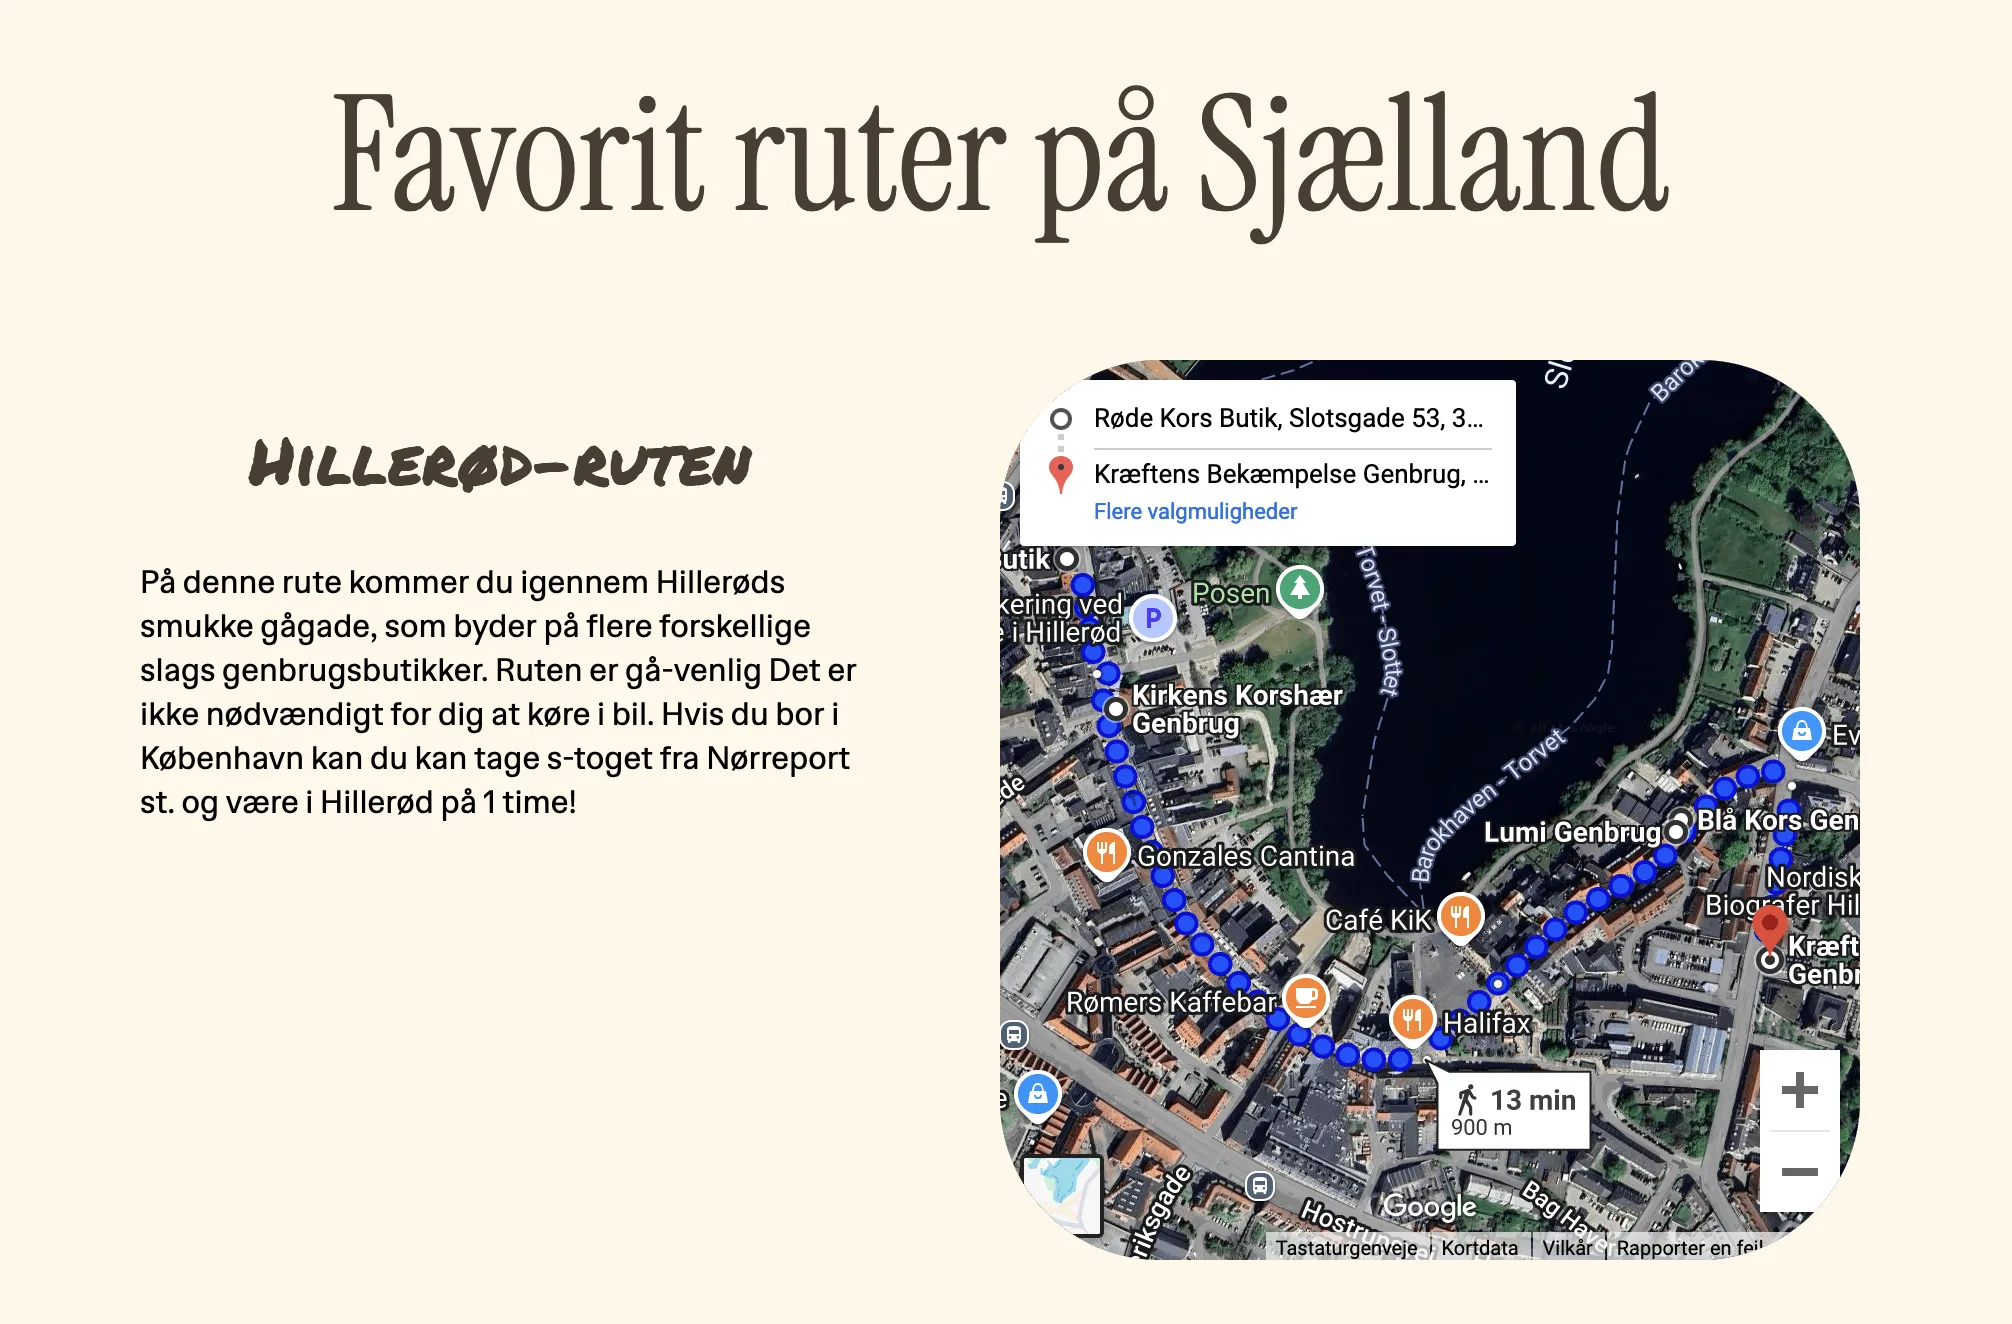 Favorit ruter på Sjælland
HILLERØD-RUTEN
På denne rute kommer du igennem Hillerøds
smukke gågade, som byder på flere forskellige
slags genbrugsbutikker. Ruten er gå-venlig Det er
ikke nødvændigt for dig at køre i bil. Hvis du bor i
København kan du kan tage s-toget fra Nørreport
st. og være i Hillerød på 1 time!
Røde Kors Butik, Slotsgade 53, 3...
Kræftens Bekæmpelse Genbrug, ...
Flere valgmuligheder
Barok
Torvet - Slottet
utik
Posen
kering ved
e i Hillerød
P
Kirkens Korshær
Genbrug
Ev
Barokhaven - Torvet
de
Lumi Genbrug
Blå Kors Gen
Gonzales Cantina
Nordisk
Biografer Hil
Café KiK
Kræft
Genbr
Rømers Kaffebar
Halifax
13 min
900 m
e
riksgade
Google
Bag Haver
Tastaturgenveje
Kortdata
Vilkår
Rapporter en fejl